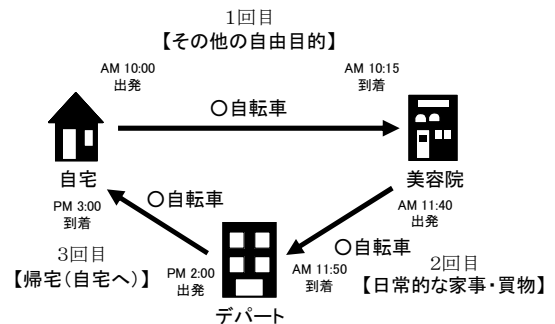 1回目
【その他の自由目的】
AM 10:00
出発
AM 10:15
到着
○自転車
自宅
美容院
PM 3:00
到着
○自転車
AM 11:40
出発
3回目
【帰宅(自宅へ)】
PM 2:00
出発
AM 11:50
到着
○自転車
2回目
【日常的な家事・買物】
デパート